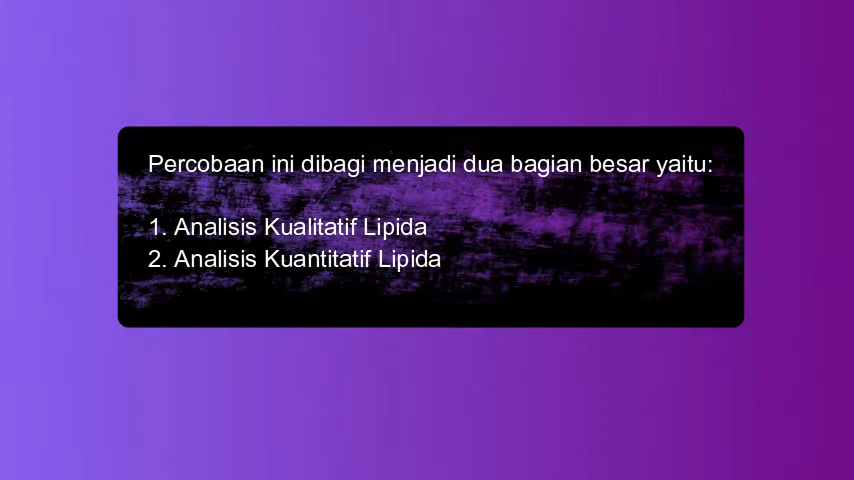 Percobaan ini dibagi menjadi dua bagian besar yaitu:
1. Analisis Kualitatif Lipida
2. Analisis Kuantitatif Lipida